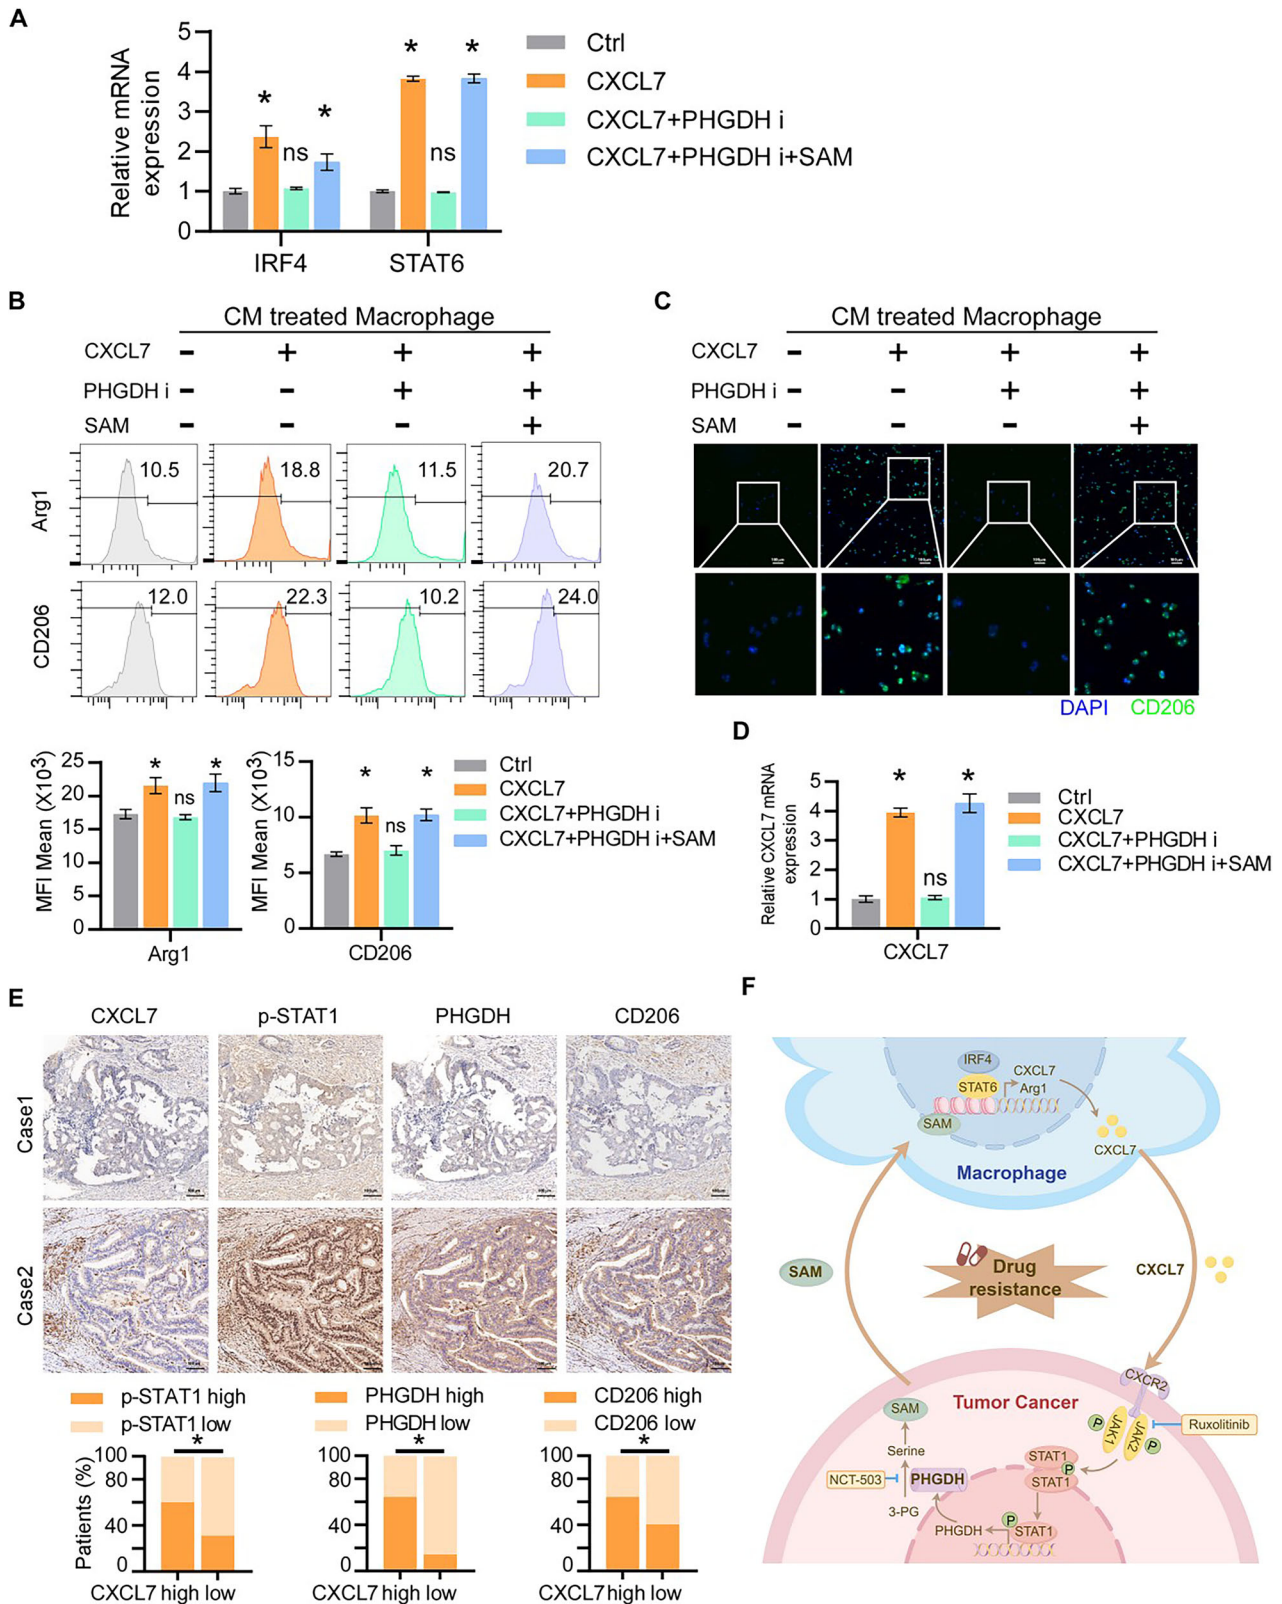 A
Relative mRNA
expression
5
4
3
2
1
0
* * ns * * ns
IRF4 STAT6
Ctrl
CXCL7
CXCL7+PHGDH i
CXCL7+PHGDH i+SAM
B
CM treated Macrophage
CXCL7 - + + +
PHGDH i - - + +
SAM - - - +
Arg1
10.5 18.8 11.5 20.7
CD206
12.0 22.3 10.2 24.0
MFI Mean (X10³)
25
20
15
10
5
0
* ns *
Arg1
MFI Mean (X10³)
15
10
5
0
* ns *
CD206
Ctrl
CXCL7
CXCL7+PHGDH i
CXCL7+PHGDH i+SAM
C
CM treated Macrophage
CXCL7 - + + +
PHGDH i - - + +
SAM - - - +
DAPI CD206
D
Relative CXCL7 mRNA
expression
5
4
3
2
1
0
* ns *
CXCL7
Ctrl
CXCL7
CXCL7+PHGDH i
CXCL7+PHGDH i+SAM
E
CXCL7 p-STAT1 PHGDH CD206
Case1
Case2
p-STAT1 high
p-STAT1 low
PHGDH high
PHGDH low
CD206 high
CD206 low
Patients (%)
100
80
40
20
0
*
CXCL7 high low
100
80
40
20
0
*
CXCL7 high low
100
80
40
20
0
*
CXCL7 high low
F
IRF4
STAT6
CXCL7
Arg1
SAM
CXCL7
Macrophage
SAM
Drug
resistance
CXCL7
CXCR2
Tumor Cancer
SAM
P
JAK1
JAK2
P
Ruxolitinib
Serine
STAT1
P
STAT1
NCT-503
PHGDH
3-PG
PHGDH
P
STAT1